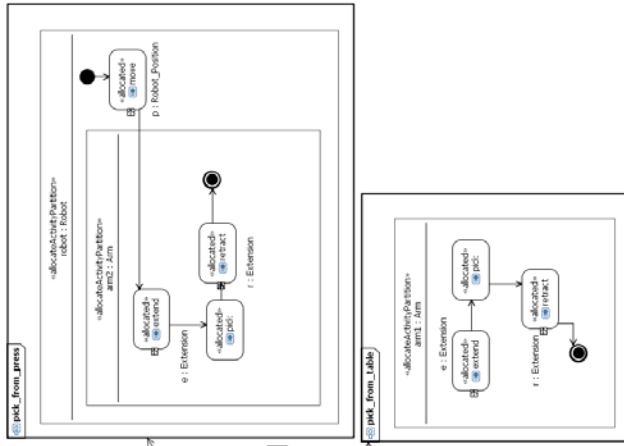 pick_from_press
«allocateActivityPartition»
robot : Robot
«allocated»
move
p : Robot_Position
«allocateActivityPartition»
arm2 : Arm
«allocated»
extend
e : Extension
«allocated»
pick
«allocated»
retract
r : Extension
pick_from_table
«allocateActivityPartition»
arm1 : Arm
e : Extension
«allocated»
extend
«allocated»
pick
«allocated»
retract
r : Extension